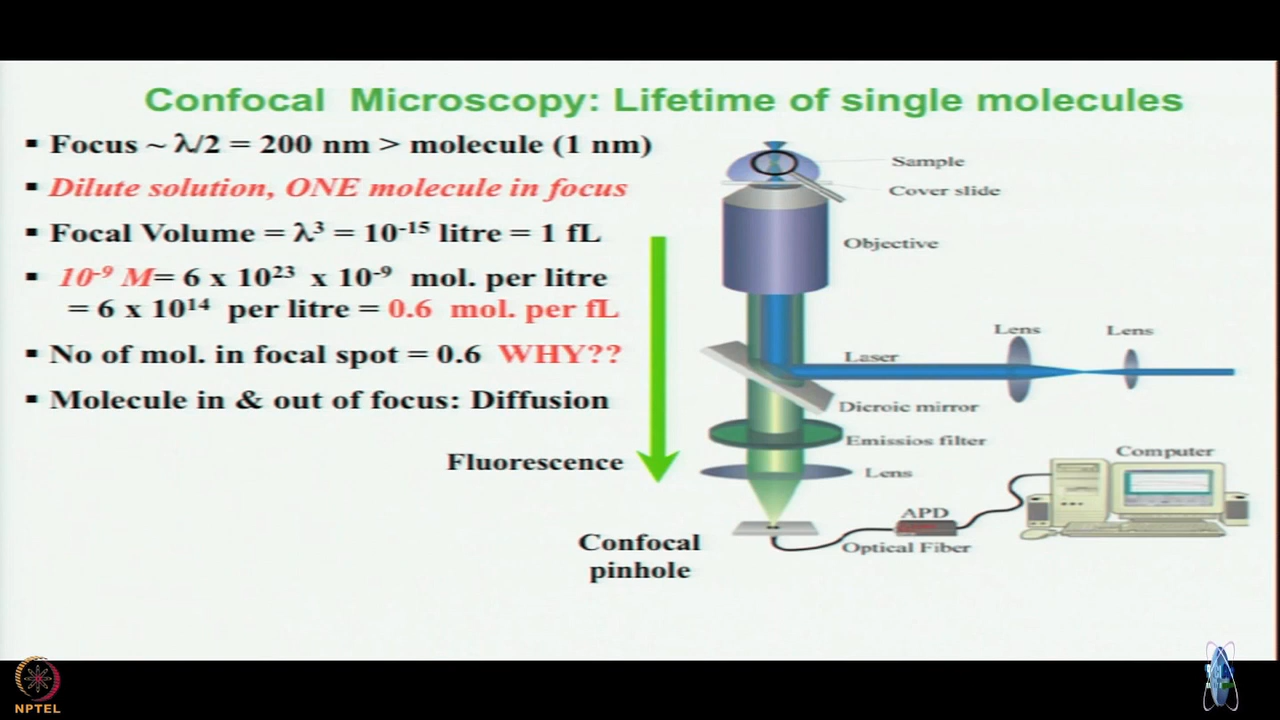 Confocal Microscopy: Lifetime of single molecules
▪ Focus ~ λ/2 = 200 nm > molecule (1 nm)
▪ Dilute solution, ONE molecule in focus
▪ Focal Volume = λ³ = 10⁻¹⁵ litre = 1 fL
▪ 10⁻⁹ M= 6 x 10²³ x 10⁻⁹ mol. per litre
= 6 x 10¹⁴ per litre = 0.6 mol. per fL
▪ No of mol. in focal spot = 0.6 WHY??
▪ Molecule in & out of focus: Diffusion
Fluorescence
Confocal
pinhole
Sample
Cover slide
Objective
Lens
Lens
Laser
Dicroic mirror
Emissios filter
Lens
Computer
APD
Optical Fiber
NPTEL